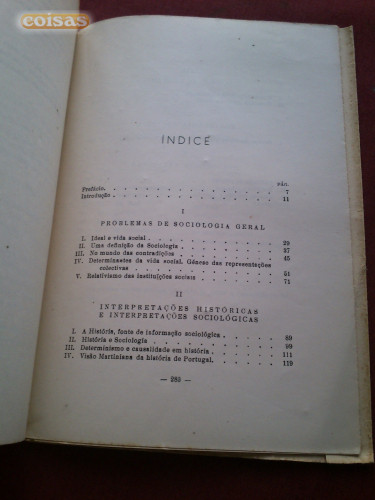 coisas
ÍNDICE
PÁG.
Prefácio. 7
Introdução 11
I
PROBLEMAS DE SOCIOLOGIA GERAL
I. Ideal e vida social 29
II. Uma definição da Sociologia 37
III. No mundo das contradições 45
IV. Determinantes da vida social. Génese das representações
colectivas 51
V. Relativismo das instituições sociais 71
II
INTERPRETAÇÕES HISTÓRICAS
E INTERPRETAÇÕES SOCIOLÓGICAS
I. A História, fonte de informação sociológica 89
II. História e Sociologia 99
III. Determinismo e causalidade em história 111
IV. Visão Martiniana da história de Portugal. 119
— 283 —